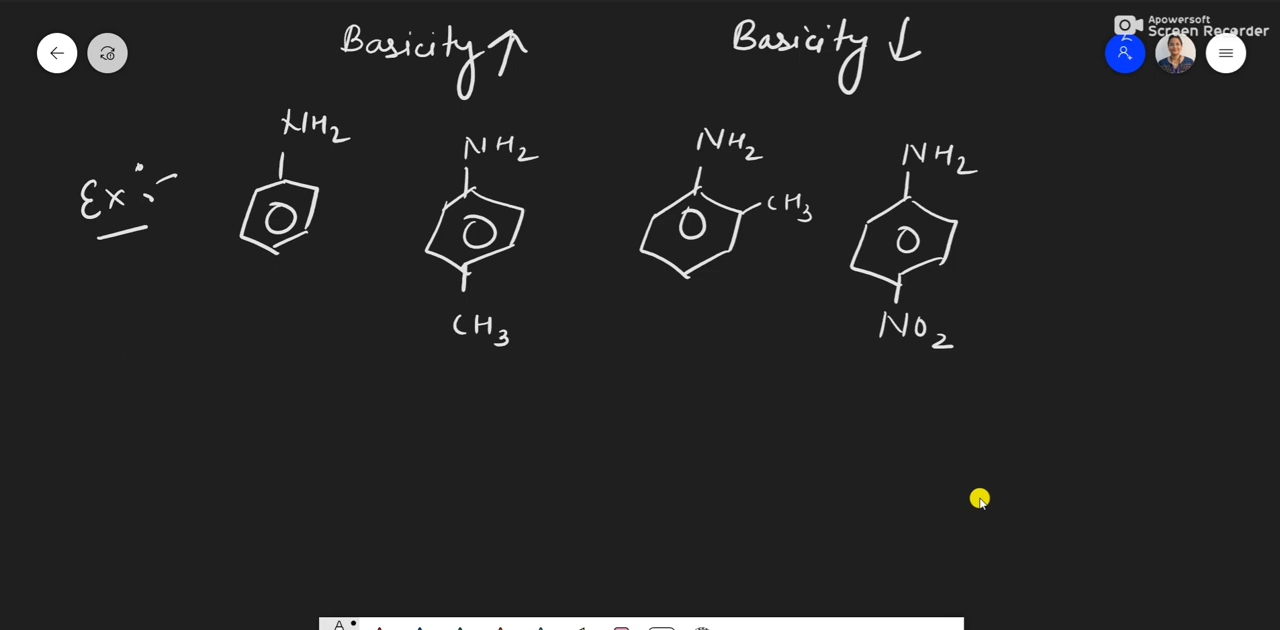 Basicity ↑
Basicity ↓
Apowersoft
Screen Recorder
Ex :-
NH2
NH2
CH3
NH2
CH3
NH2
NO2
A